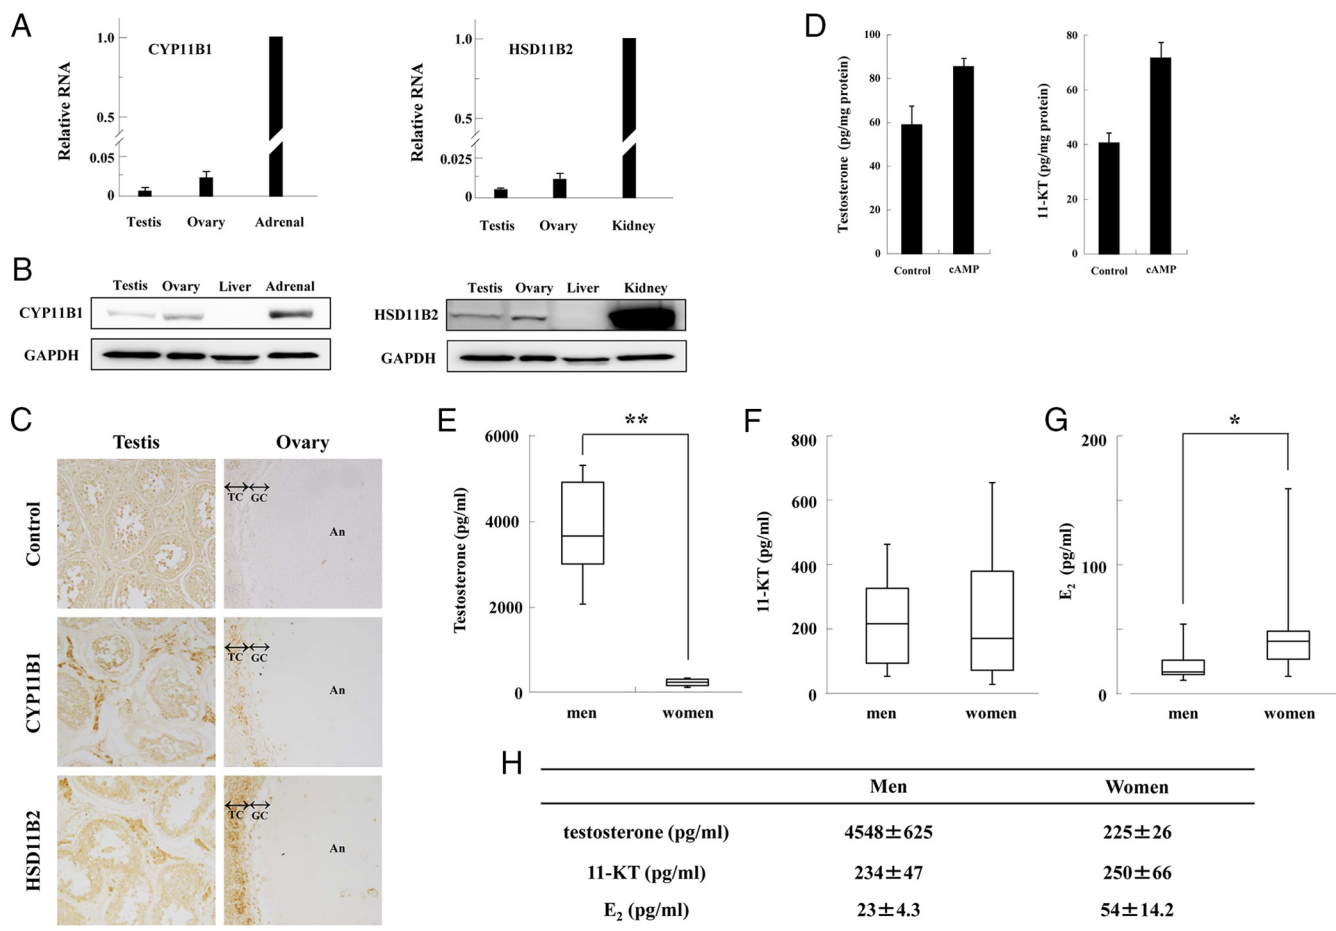 A
CYP11B1
Relative RNA
1.0
0.5
0.05
0
Testis Ovary Adrenal
HSD11B2
Relative RNA
1.0
0.5
0.025
0
Testis Ovary Kidney
B
Testis Ovary Liver Adrenal
CYP11B1
GAPDH
Testis Ovary Liver Kidney
HSD11B2
GAPDH
C
Testis Ovary
Control
TC GC
An
CYP11B1
TC GC
An
HSD11B2
TC GC
An
D
Testosterone (pg/mg protein)
100
80
60
40
20
0
Control cAMP
11-KT (pg/mg protein)
80
60
40
20
0
Control cAMP
E
Testosterone (pg/ml)
6000
4000
2000
0
**
men women
F
11-KT (pg/ml)
800
600
400
200
0
men women
G
E2 (pg/ml)
200
100
0
*
men women
H
Men Women
testosterone (pg/ml) 4548±625 225±26
11-KT (pg/ml) 234±47 250±66
E2 (pg/ml) 23±4.3 54±14.2